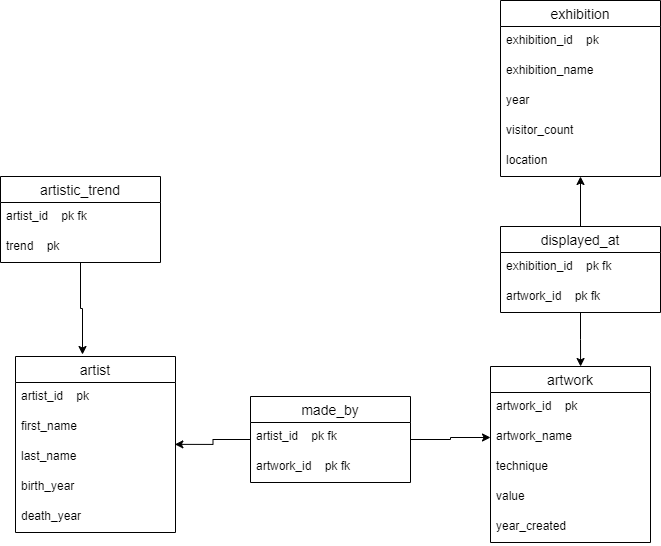 exhibition
exhibition_id pk
exhibition_name
year
visitor_count
location
artistic_trend
artist_id pk fk
trend pk
displayed_at
exhibition_id pk fk
artwork_id pk fk
artist
artist_id pk
first_name
last_name
birth_year
death_year
made_by
artist_id pk fk
artwork_id pk fk
artwork
artwork_id pk
artwork_name
technique
value
year_created